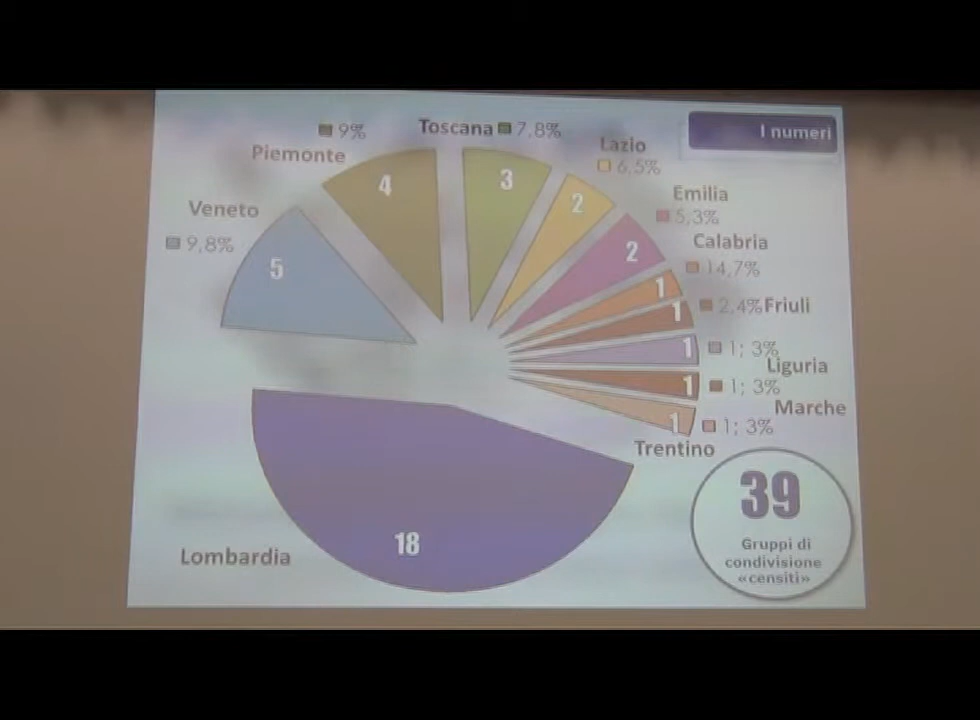 I numeri
9%
Toscana 7,8%
Piemonte
Lazio
6,5%
Veneto
9,8%
Emilia
5,3%
Calabria
14,7%
2,4% Friuli
1; 3%
Liguria
1; 3%
Marche
1; 3%
Trentino
4
3
2
5
2
1
1
1
1
1
18
Lombardia
39
Gruppi di
condivisione
«censiti»